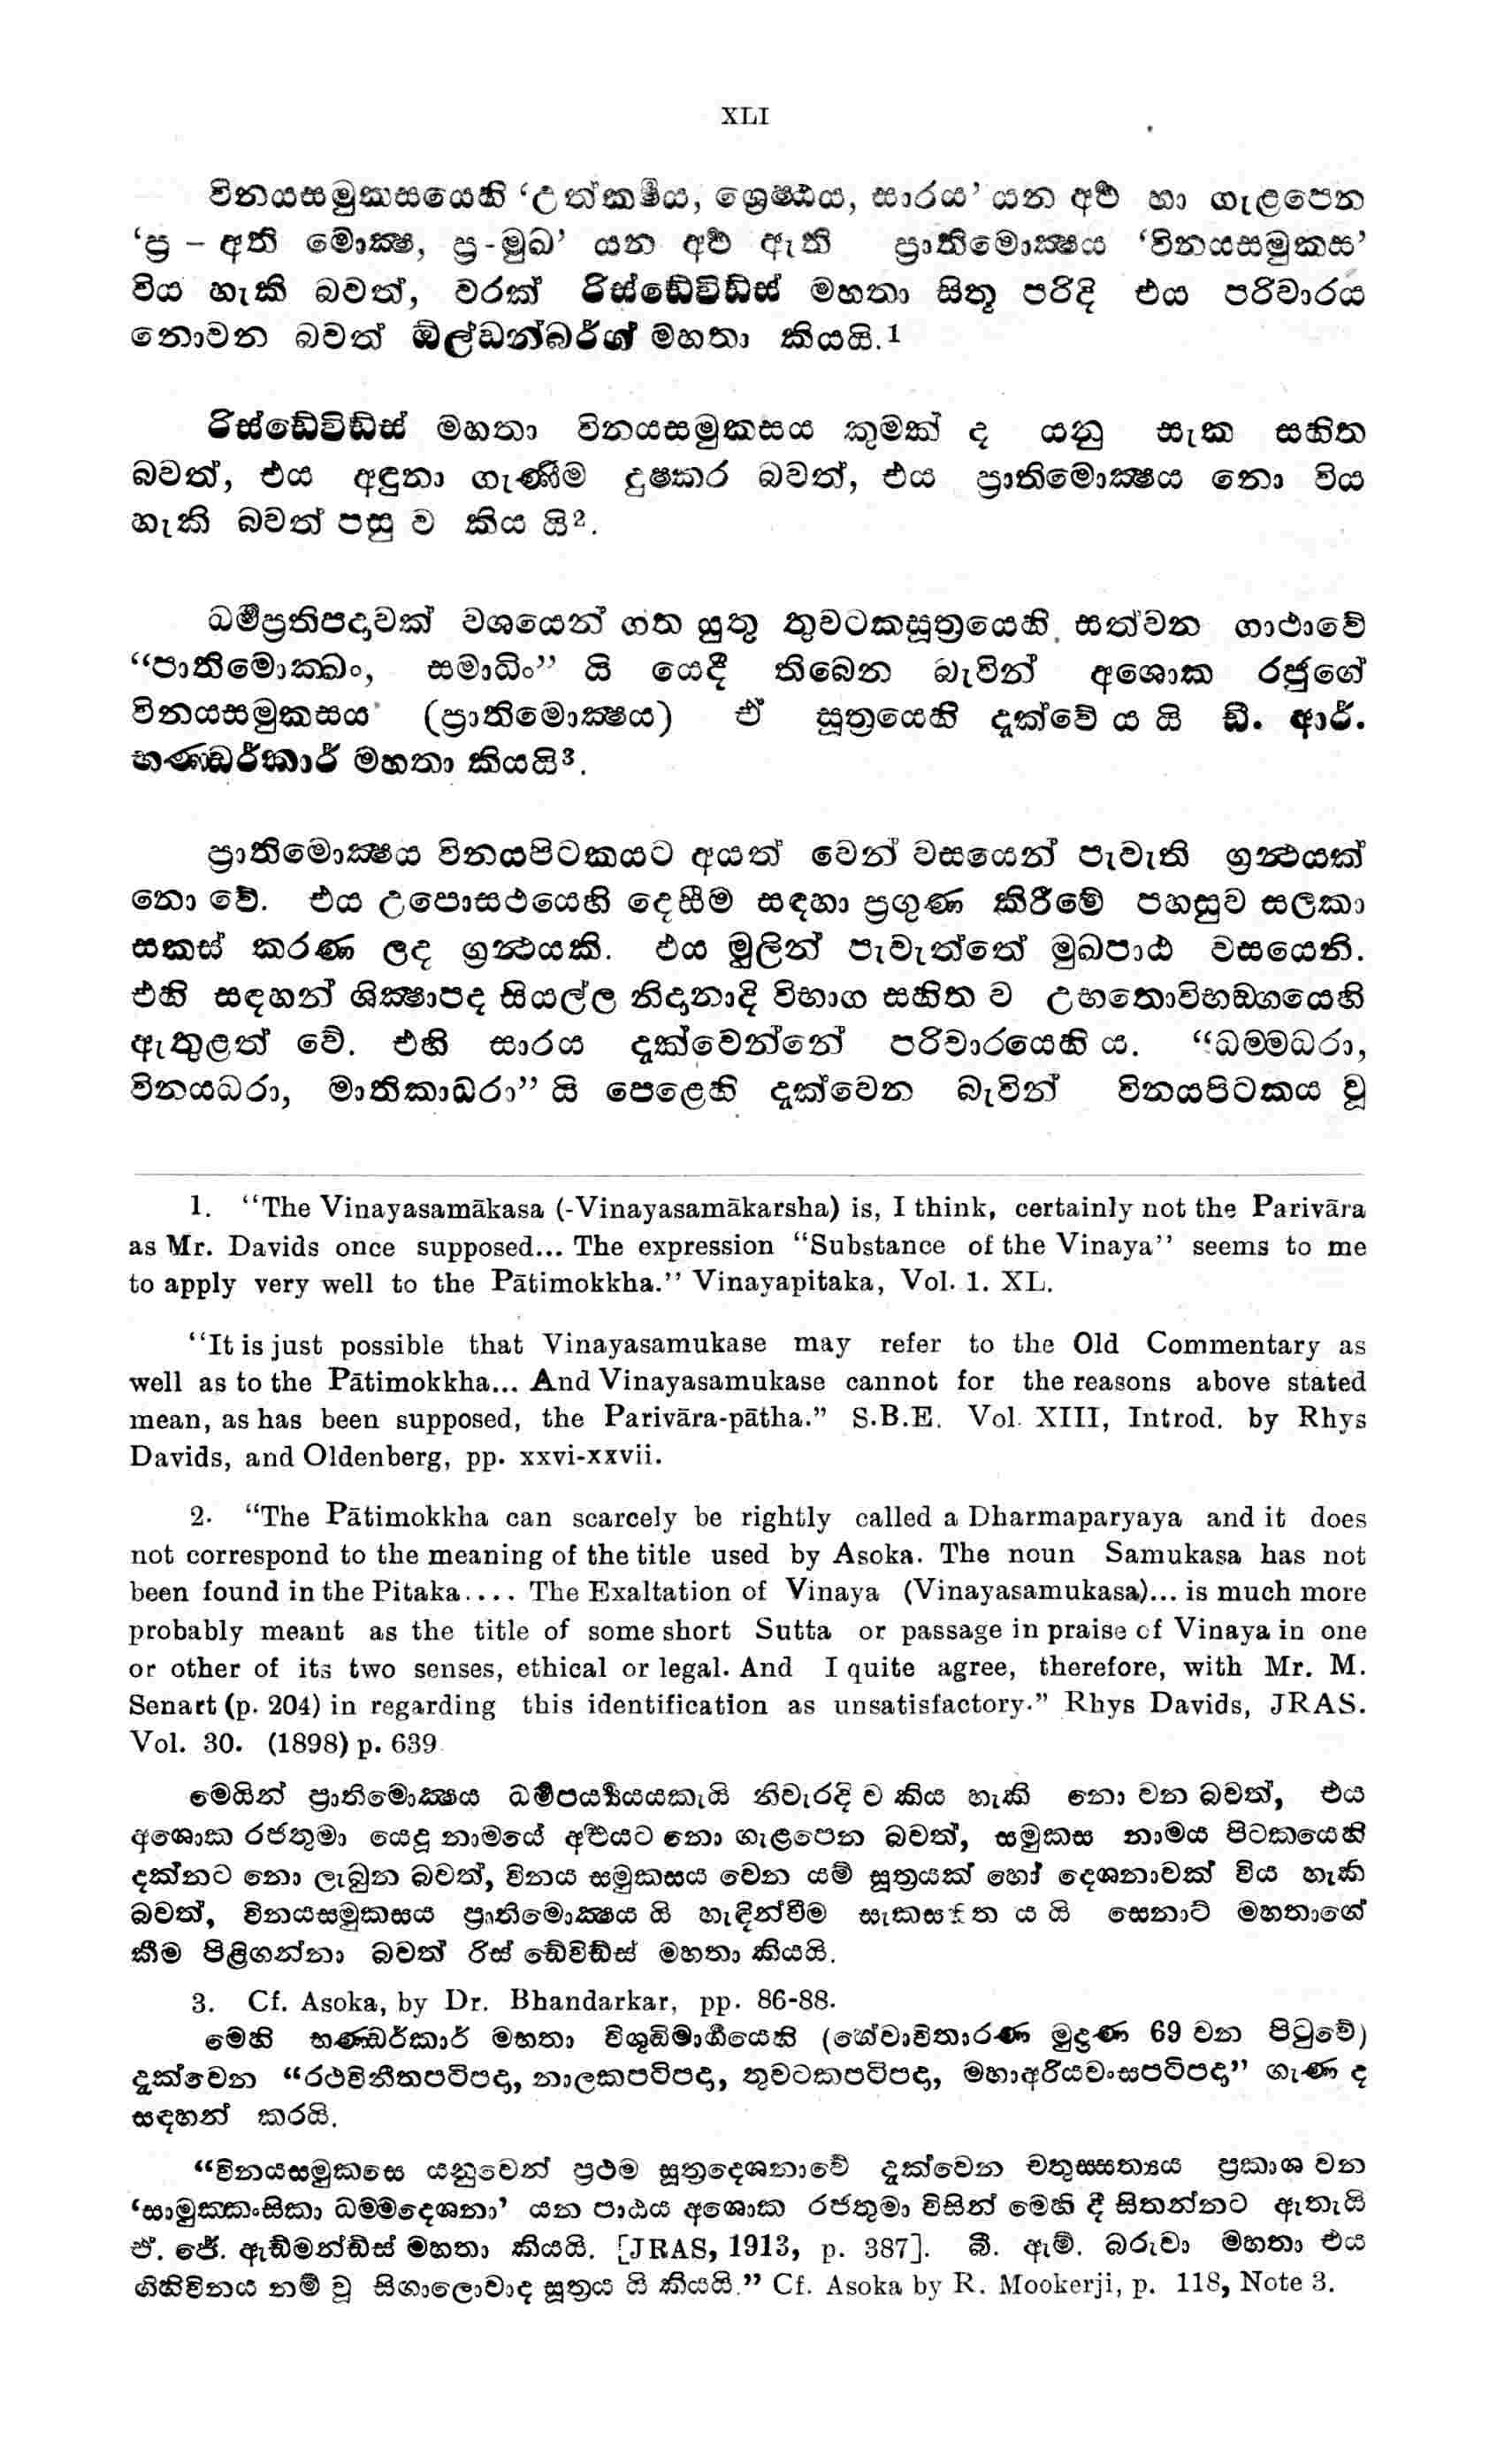 XLI
විනයසමුකසයෙහි ‘උත්කර්‍ෂය, ශ්‍රෙෂ්ඨය, සාරය’ යන අර්‍ථ හා ගැළපෙන
‘ප්‍ර – අති මොක්‍ෂ, ප්‍ර-මුඛ’ යන අර්‍ථ ඇති ප්‍රාතිමොක්‍ෂය ‘විනයසමුකස’
විය හැකි බවත්, වරක් රිස්ඩේවිඩ්ස් මහතා සිතූ පරිදි එය පරිවාරය
නොවන බවත් ඕල්ඩන්බර්ග් මහතා කියයි.1
රිස්ඩේවිඩ්ස් මහතා විනයසමුකසය කුමක් ද යනු සැක සහිත
බවත්, එය අඳුනා ගැණීම දුෂ්කර බවත්, එය ප්‍රාතිමොක්‍ෂය නො විය
හැකි බවත් පසු ව කිය යි2.
ධර්‍මප්‍රතිපදාවක් වශයෙන් ගත යුතු තුවටකසූත්‍රයෙහි සත්වන ගාථාවේ
“පාතිමොක්ඛං, සමාධිං” යි යෙදී තිබෙන බැවින් අශොක රජුගේ
විනයසමුකසය (ප්‍රාතිමොක්‍ෂය) ඒ සූත්‍රයෙහි දැක්වේ ය යි ඩී. ආර්.
භණ්ඩර්කාර් මහතා කියයි3.
ප්‍රාතිමොක්‍ෂය විනයපිටකයට අයත් වෙන් වසයෙන් පැවැති ග්‍රන්‍ථයක්
නො වේ. එය උපොසථයෙහි දෙසීම සඳහා ප්‍රගුණ කිරීමේ පහසුව සලකා
සකස් කරණ ලද ග්‍රන්‍ථයකි. එය මුලින් පැවැත්තේ මුඛපාඨ වසයෙනි.
එහි සඳහන් ශික්‍ෂාපද සියල්ල නිදානාදි විභාග සහිත ව උභතොවිභඞ්ගයෙහි
ඇතුළත් වේ. එහි සාරය දැක්වෙන්නේ පරිවාරයෙහි ය. “ධම්මධරා,
විනයධරා, මාතිකාධරා” යි පෙළෙහි දැක්වෙන බැවින් විනයපිටකය වූ
1. “The Vinayasamākasa (-Vinayasamākarsha) is, I think, certainly not the Parivāra
as Mr. Davids once supposed... The expression “Substance of the Vinaya” seems to me
to apply very well to the Pātimokkha.” Vinayapitaka, Vol. 1. XL.
“It is just possible that Vinayasamukase may refer to the Old Commentary as
well as to the Pātimokkha... And Vinayasamukase cannot for the reasons above stated
mean, as has been supposed, the Parivāra-pātha.” S.B.E. Vol. XIII, Introd. by Rhys
Davids, and Oldenberg, pp. xxvi-xxvii.
2. “The Pātimokkha can scarcely be rightly called a Dharmaparyaya and it does
not correspond to the meaning of the title used by Asoka. The noun Samukasa has not
been found in the Pitaka.... The Exaltation of Vinaya (Vinayasamukasa)... is much more
probably meant as the title of some short Sutta or passage in praise of Vinaya in one
or other of its two senses, ethical or legal. And I quite agree, therefore, with Mr. M.
Senart (p. 204) in regarding this identification as unsatisfactory.” Rhys Davids, JRAS.
Vol. 30. (1898) p. 639
මෙයින් ප්‍රාතිමොක්‍ෂය ධර්‍මපර්‍ය්‍යායයකැයි නිවැරදි ව කිය හැකි නො වන බවත්, එය
අශොක රජතුමා යෙදූ නාමයේ අර්‍ථයට නො ගැළපෙන බවත්, සමුකස නාමය පිටකයෙහි
දක්නට නො ලැබුන බවත්, විනය සමුකසය වෙන යම් සූත්‍රයක් හෝ දෙශනාවක් විය හැකි
බවත්, විනයසමුකසය ප්‍රාතිමොක්‍ෂය යි හැඳින්වීම සැකසහිත ය යි සෙනාට් මහතාගේ
කීම පිළිගන්නා බවත් රිස් ඩේවිඩ්ස් මහතා කියයි.
3. Cf. Asoka, by Dr. Bhandarkar, pp. 86-88.
මෙහි භණ්ඩර්කාර් මහතා විශුද්ධිමාර්‍ගයෙහි (හේවාවිතාරණ මුද්‍රණ 69 වන පිටුවේ)
දැක්වෙන “රථවිනීතපටිපදා, නාලකපටිපදා, තුවටකපටිපදා, මහාඅරියවංසපටිපදා” ගැණ ද
සඳහන් කරයි.
“විනයසමුකසෙ යනුවෙන් ප්‍රථම සූත්‍රදෙශනාවේ දැක්වෙන චතුස්සත්‍යය ප්‍රකාශ වන
‘සාමුක්කංසිකා ධම්මදෙශනා’ යන පාඨය අශොක රජතුමා විසින් මෙහි දී සිතන්නට ඇතැයි
ඒ. ජේ. ඇඩ්මන්ඩ්ස් මහතා කියයි. [JRAS, 1913, p. 387]. බී. ඇම්. බරුවා මහතා එය
ගිහිවිනය නම් වූ සිගාලොවාද සූත්‍රය යි කියයි.” Cf. Asoka by R. Mookerji, p. 118, Note 3.